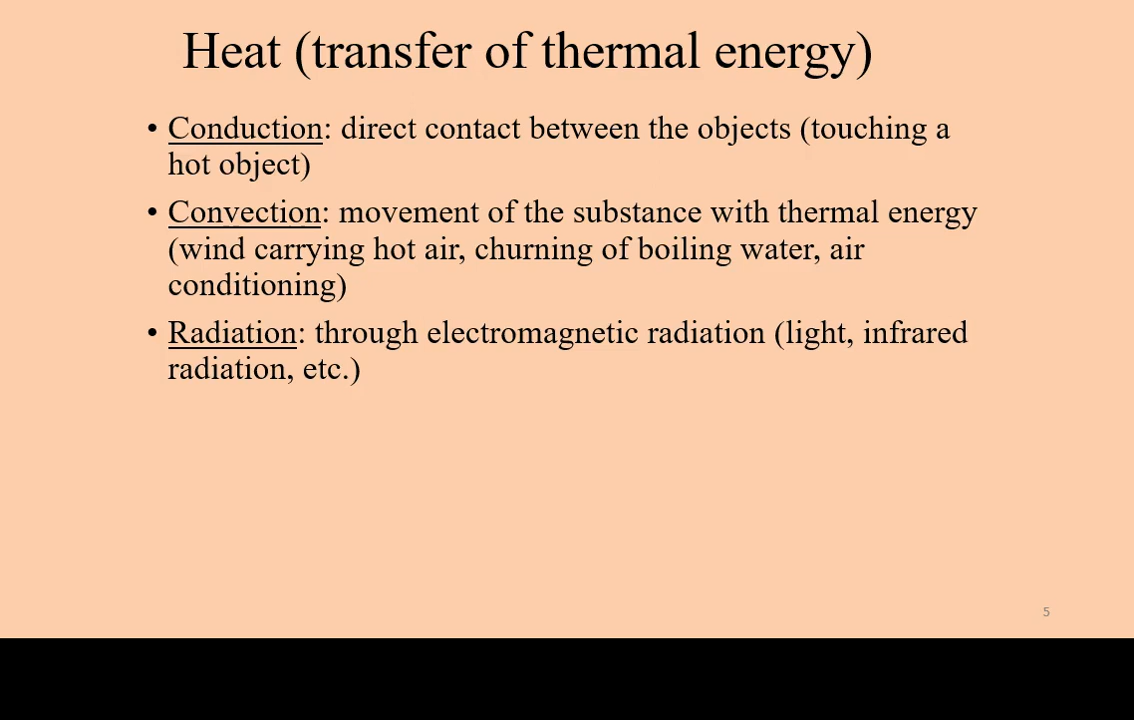 Heat (transfer of thermal energy)
• Conduction: direct contact between the objects (touching a
hot object)
• Convection: movement of the substance with thermal energy
(wind carrying hot air, churning of boiling water, air
conditioning)
• Radiation: through electromagnetic radiation (light, infrared
radiation, etc.)
5